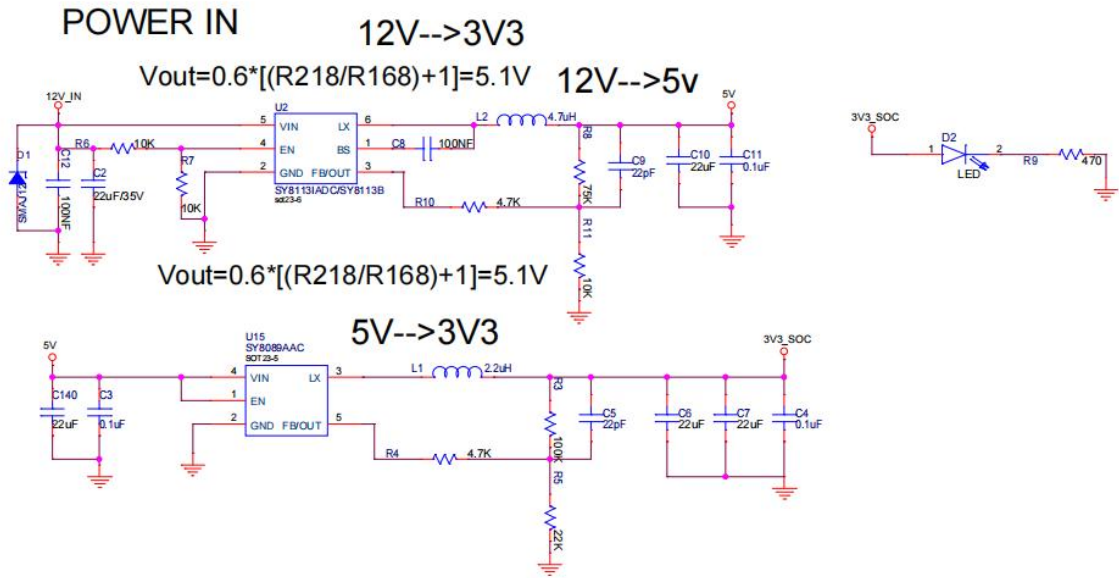 POWER IN
12V-->3V3
Vout=0.6*[(R218/R168)+1]=5.1V
12V-->5v
12V_IN
U2
5 VIN LX 6
4 EN BS 1
2 GND FB/OUT 3
SY8113IADC/SY8113B
sot23-6
D1
SMAJ12A
C12
100NF
R6 10K
C2
22uF/35V
R7
10K
C8 100NF
L2 4.7uH
R8
75K
C9
22pF
C10
22uF
C11
0.1uF
5V
R10 4.7K
R11
10K
3V3_SOC
D2
1 2
LED
R9 470
Vout=0.6*[(R218/R168)+1]=5.1V
5V-->3V3
5V
U15
SY8089AAC
SOT23-5
4 VIN LX 3
1 EN
2 GND FB/OUT 5
C140
22uF
C3
0.1uF
L1 2.2uH
R3
100K
R4 4.7K
R5
22K
C5
22pF
C6
22uF
C7
22uF
C4
0.1uF
3V3_SOC